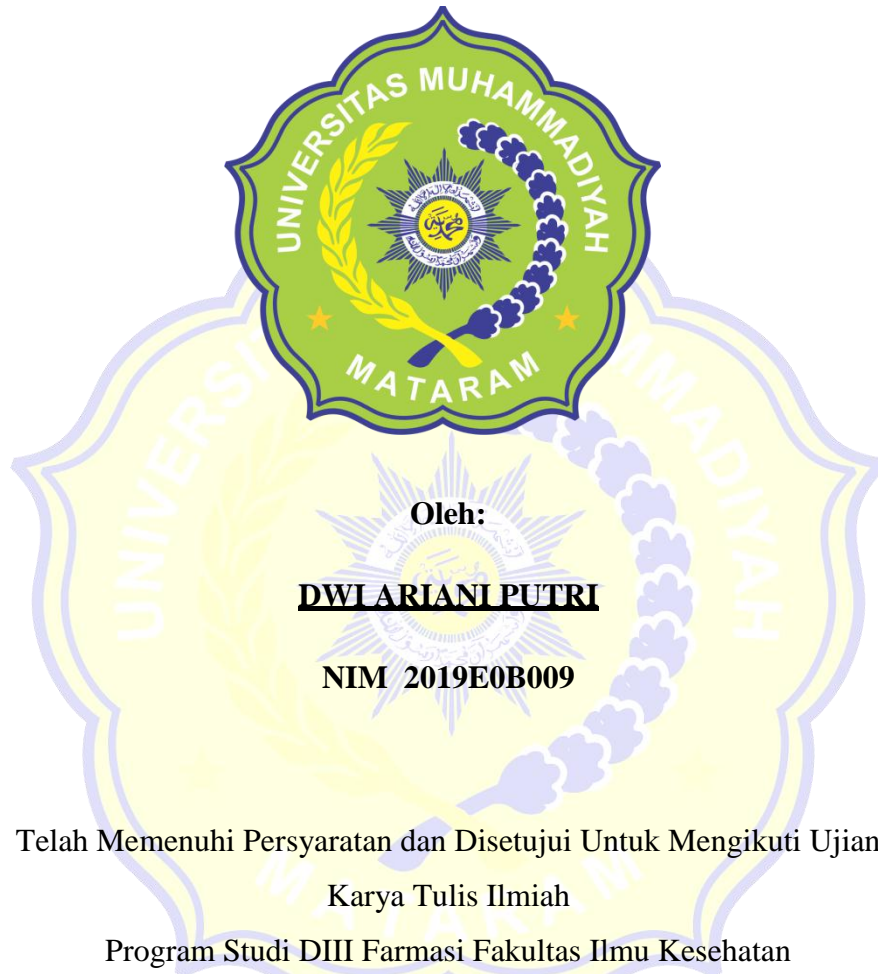 UNIVERSITAS MUHAMMADIYAH
MATARAM
Oleh:
DWI ARIANI PUTRI
NIM 2019E0B009
Telah Memenuhi Persyaratan dan Disetujui Untuk Mengikuti Ujian
Karya Tulis Ilmiah
Program Studi DIII Farmasi Fakultas Ilmu Kesehatan